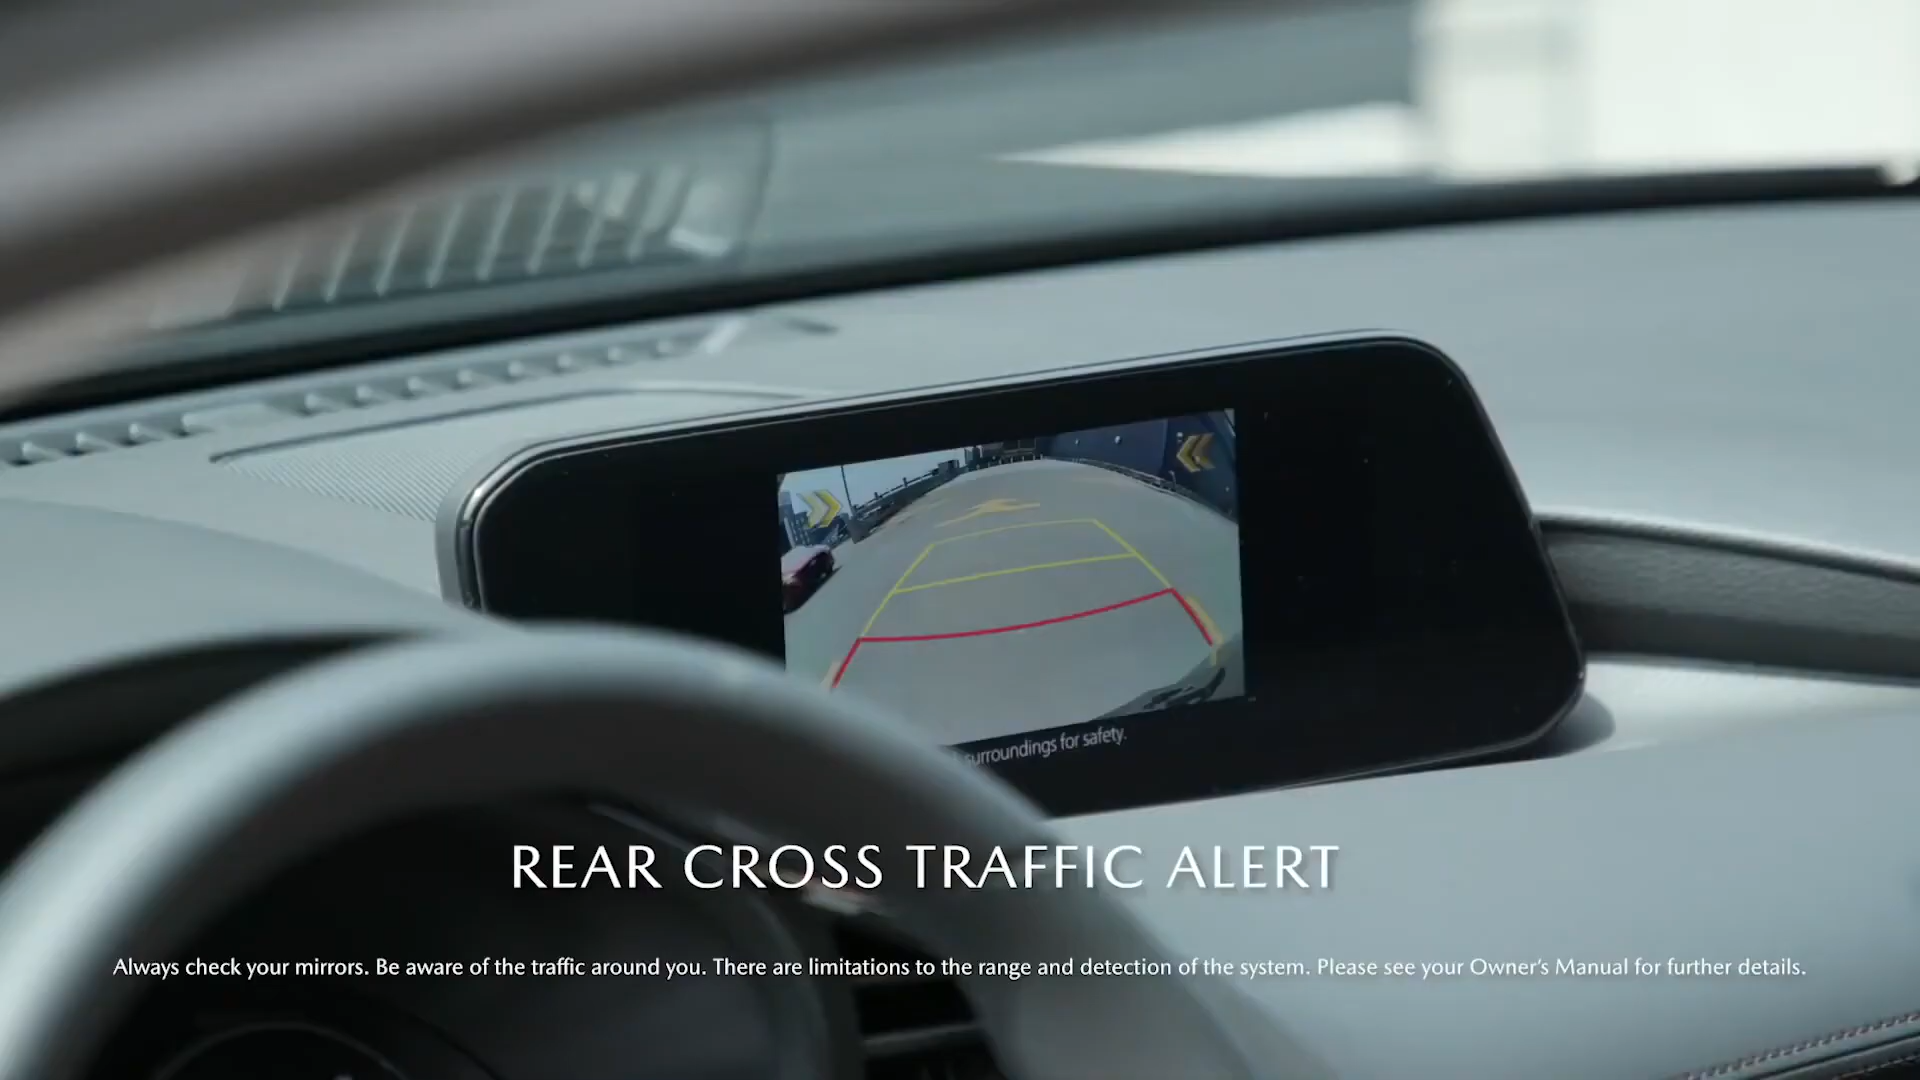 surroundings for safety.
REAR CROSS TRAFFIC ALERT
Always check your mirrors. Be aware of the traffic around you. There are limitations to the range and detection of the system. Please see your Owner's Manual for further details.